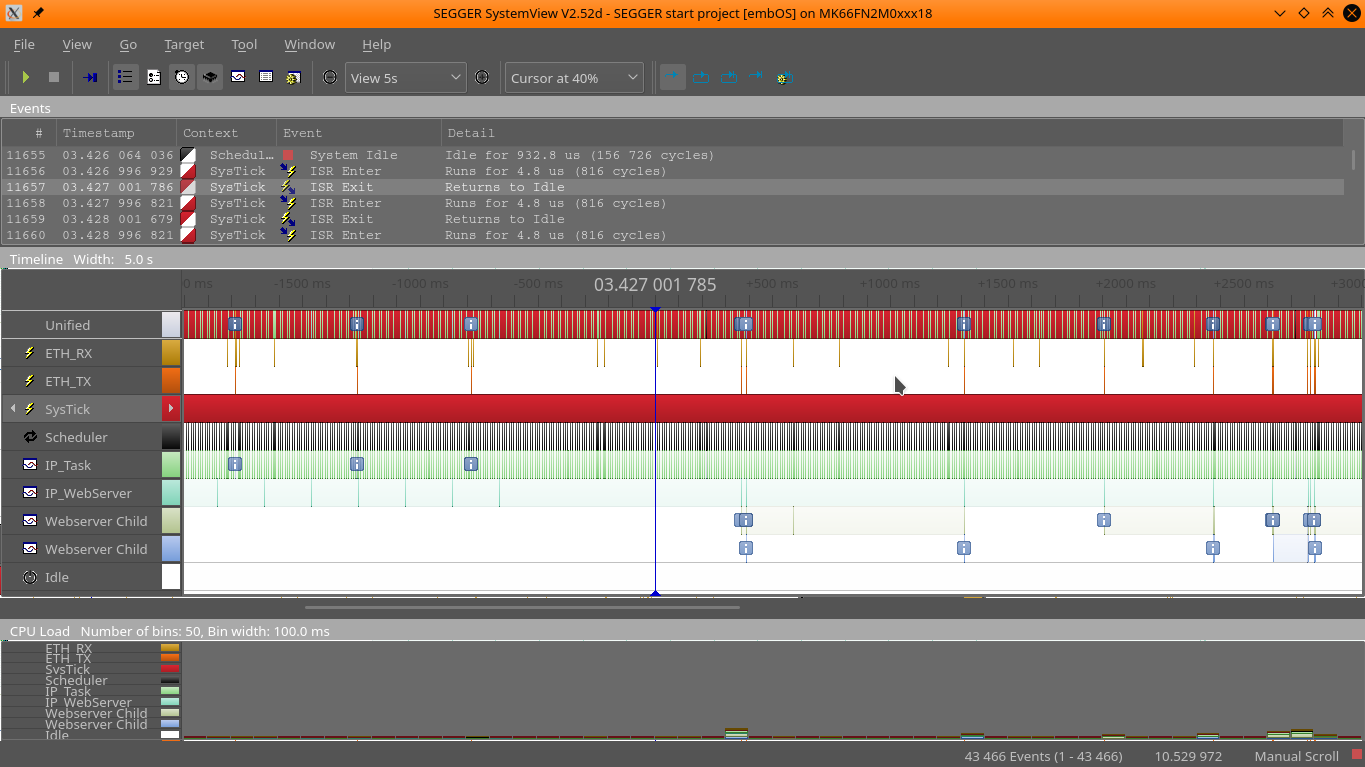 SEGGER SystemView V2.52d - SEGGER start project [embOS] on MK66FN2M0xxx18
File View Go Target Tool Window Help
View 5s Cursor at 40%
Events
# Timestamp Context Event Detail
11655 03.426 064 036 Schedul... System Idle Idle for 932.8 us (156 726 cycles)
11656 03.426 996 929 SysTick ISR Enter Runs for 4.8 us (816 cycles)
11657 03.427 001 786 SysTick ISR Exit Returns to Idle
11658 03.427 996 821 SysTick ISR Enter Runs for 4.8 us (816 cycles)
11659 03.428 001 679 SysTick ISR Exit Returns to Idle
11660 03.428 996 821 SysTick ISR Enter Runs for 4.8 us (816 cycles)
Timeline Width: 5.0 s
0 ms -1500 ms -1000 ms -500 ms 03.427 001 785 +500 ms +1000 ms +1500 ms +2000 ms +2500 ms +3000
Unified
ETH_RX
ETH_TX
SysTick
Scheduler
IP_Task
IP_WebServer
Webserver Child
Webserver Child
Idle
CPU Load Number of bins: 50, Bin width: 100.0 ms
ETH_RX
ETH_TX
SysTick
Scheduler
IP_Task
IP_WebServer
Webserver Child
Webserver Child
Idle
43 466 Events (1 - 43 466) 10.529 972 Manual Scroll